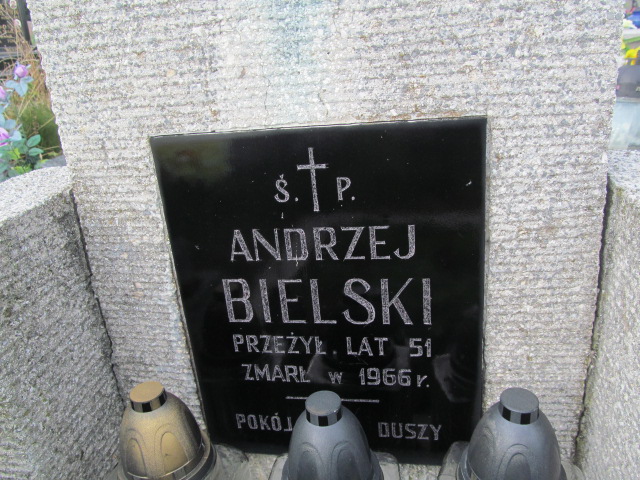 Ś. P.
ANDRZEJ
BIELSKI
PRZEŻYŁ LAT 51
ZMARŁ w 1966 r.
POKÓJ DUSZY